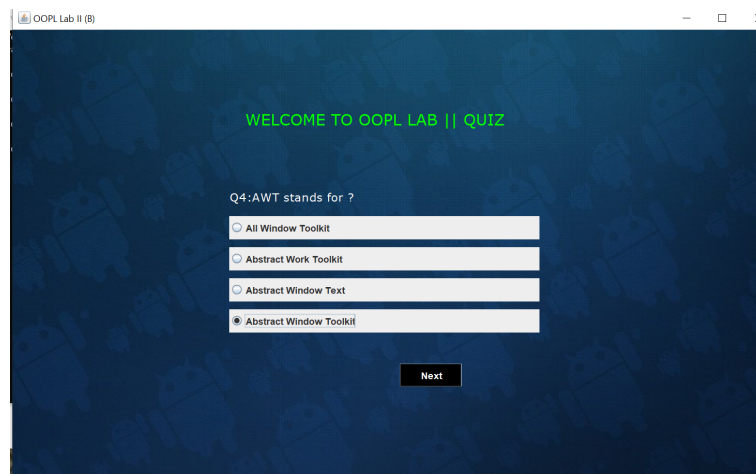 OOPL Lab II (B)
WELCOME TO OOPL LAB || QUIZ
Q4:AWT stands for ?
All Window Toolkit
Abstract Work Toolkit
Abstract Window Text
Abstract Window Toolkit
Next